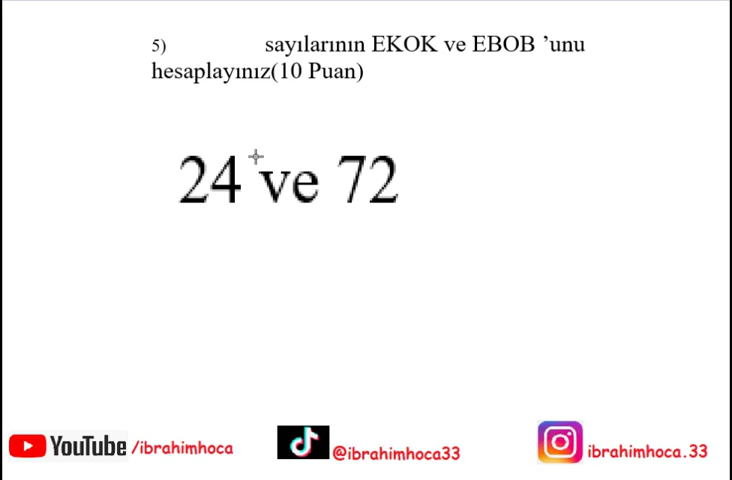 5) sayılarının EKOK ve EBOB ’unu
hesaplayınız(10 Puan)
24 ve 72
YouTube /ibrahimhoca @ibrahimhoca33 ibrahimhoca.33